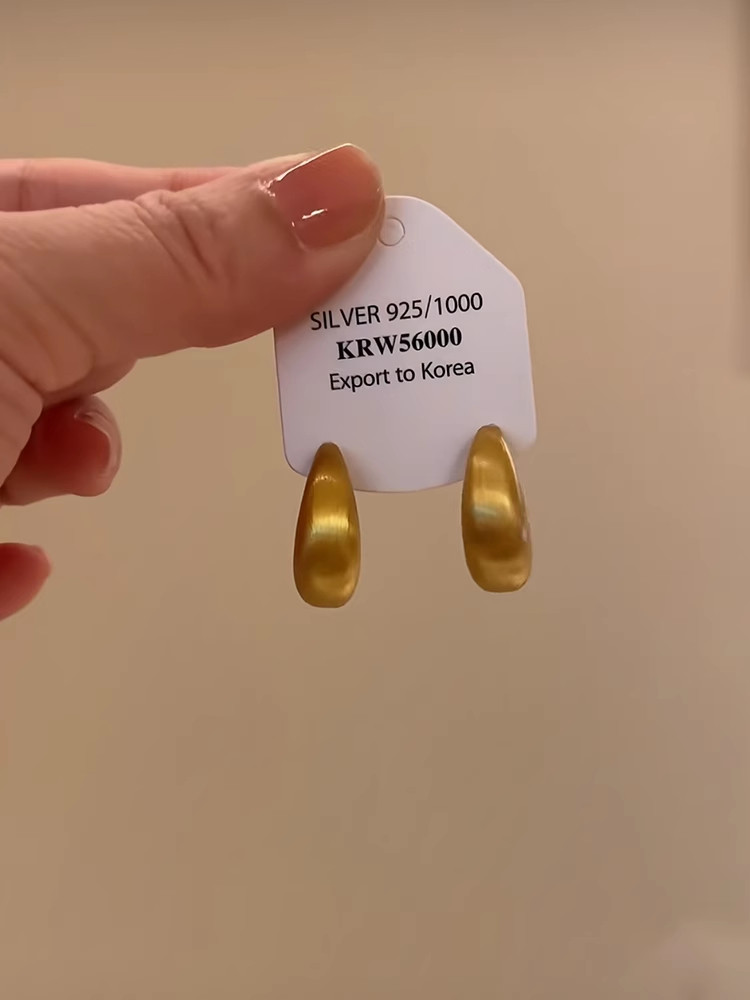 SILVER 925/1000
KRW56000
Export to Korea